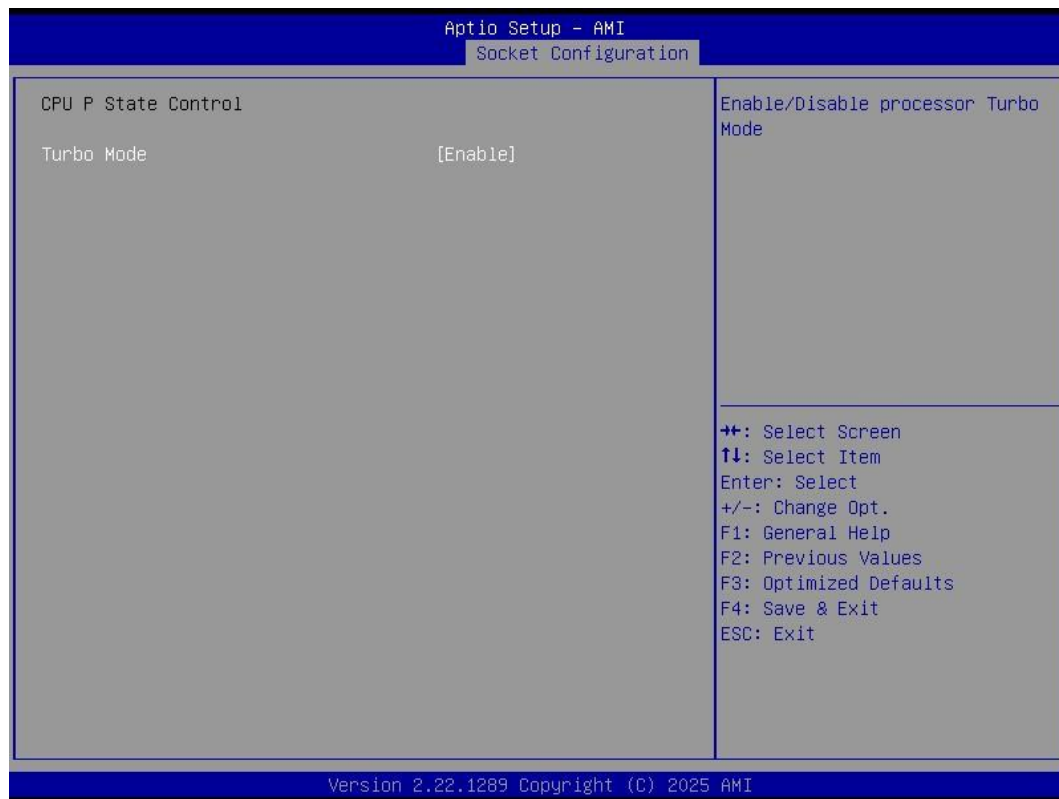 Aptio Setup – AMI
Socket Configuration
CPU P State Control
Turbo Mode [Enable]
Enable/Disable processor Turbo
Mode
→←: Select Screen
↑↓: Select Item
Enter: Select
+/-: Change Opt.
F1: General Help
F2: Previous Values
F3: Optimized Defaults
F4: Save & Exit
ESC: Exit
Version 2.22.1289 Copyright (C) 2025 AMI